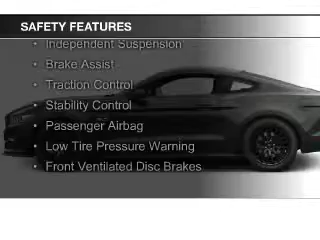 SAFETY FEATURES
• Independent Suspension
• Brake Assist
• Traction Control
• Stability Control
• Passenger Airbag
• Low Tire Pressure Warning
• Front Ventilated Disc Brakes